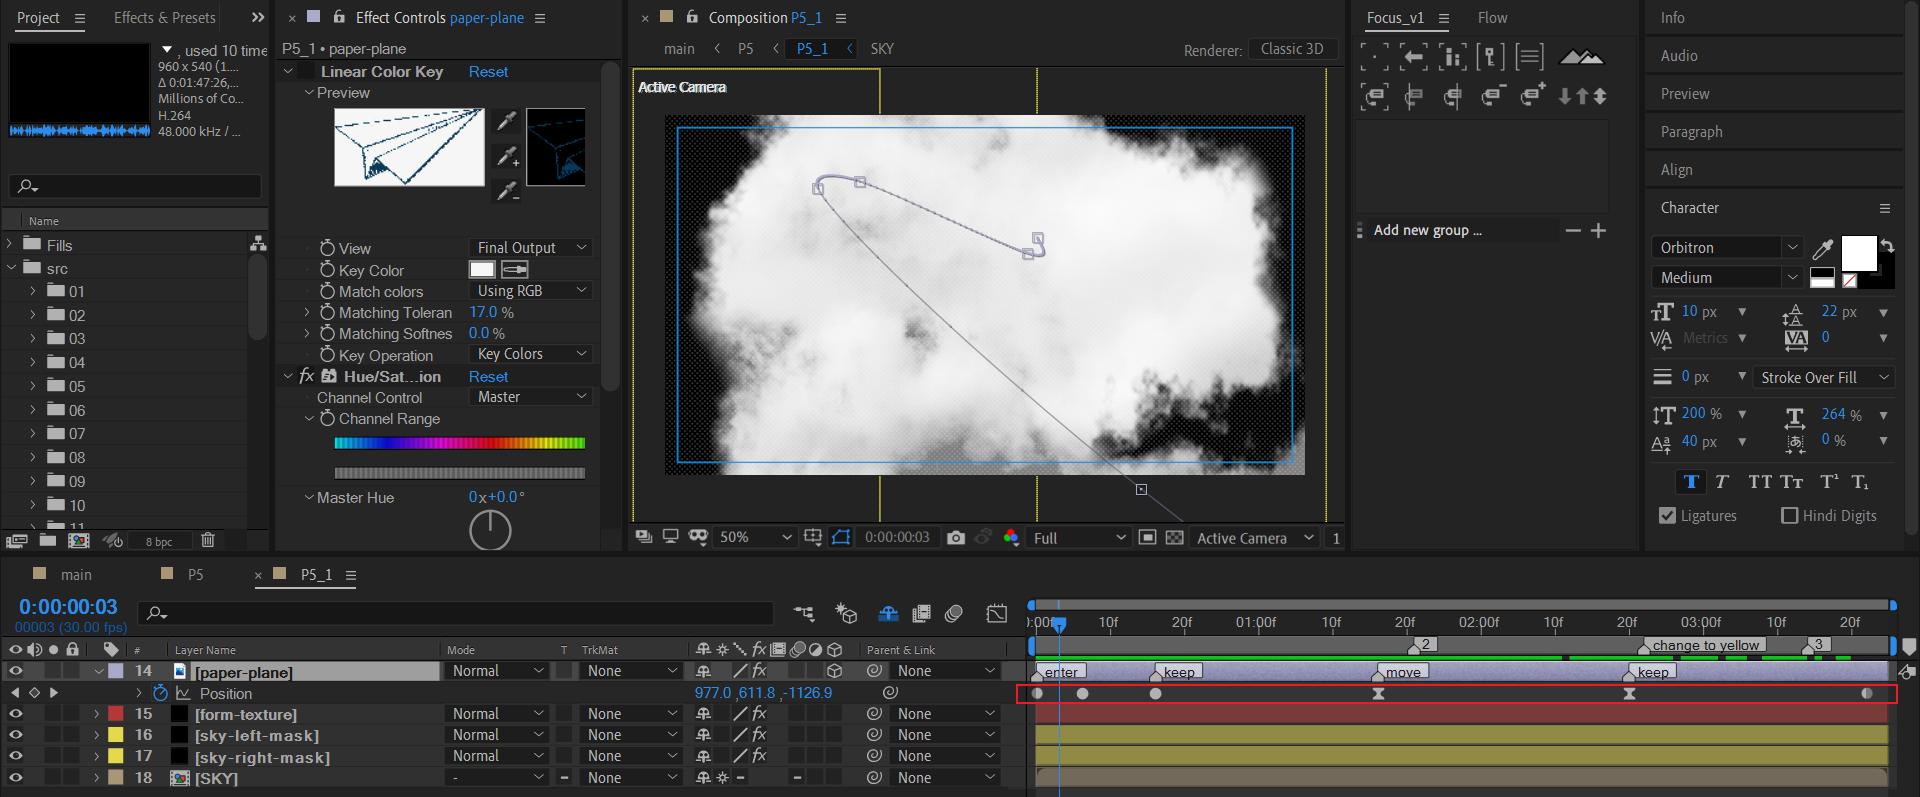 Project
Effects & Presets
, used 10 time
960 x 540 (1....
Δ 0:01:47:26,
Millions of Co...
H.264
48.000 kHz / ...
Name
Fills
src
01
02
03
04
05
06
07
08
09
10
11
8 bpc
Effect Controls paper-plane
P5_1 • paper-plane
Linear Color Key Reset
Preview
View Final Output
Key Color
Match colors Using RGB
Matching Toleran 17.0 %
Matching Softnes 0.0 %
Key Operation Key Colors
fx Hue/Sat...ion Reset
Channel Control Master
Channel Range
Master Hue 0x+0.0°
Composition P5_1
main P5 P5_1 SKY
Renderer: Classic 3D
Active Camera
50% 0:00:00:03 Full Active Camera 1
Focus_v1 Flow
Add new group ...
Info
Audio
Preview
Paragraph
Align
Character
Orbitron
Medium
10 px 22 px
Metrics 0
0 px Stroke Over Fill
200 % 264 %
40 px 0 %
T T TT Tт T¹ T₁
Ligatures Hindi Digits
main P5 P5_1
0:00:00:03
00003 (30.00 fps)
# Layer Name Mode T TrkMat fx Parent & Link
14 [paper-plane] Normal fx None
Position 977.0 ,611.8 ,-1126.9
15 [form-texture] Normal None fx None
16 [sky-left-mask] Normal None fx None
17 [sky-right-mask] Normal None fx None
18 [SKY] - None None
):00f 10f 20f 01:00f 10f 20f 02:00f 10f 20f 03:00f 10f 20f
2 change to yellow 3
enter keep move keep